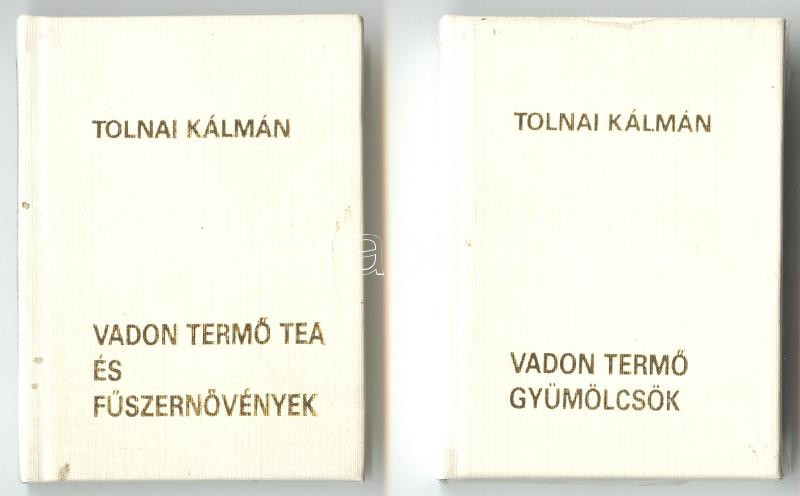 TOLNAI KÁLMÁN
VADON TERMŐ TEA
ÉS
FŰSZERNÖVÉNYEK
TOLNAI KÁLMÁN
VADON TERMŐ
GYÜMÖLCSÖK